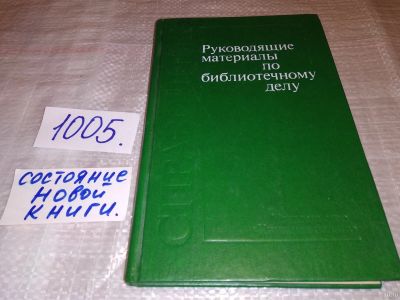 Руководящие
материалы
по
библиотечному
делу
1005.
состояние
новой
книги.